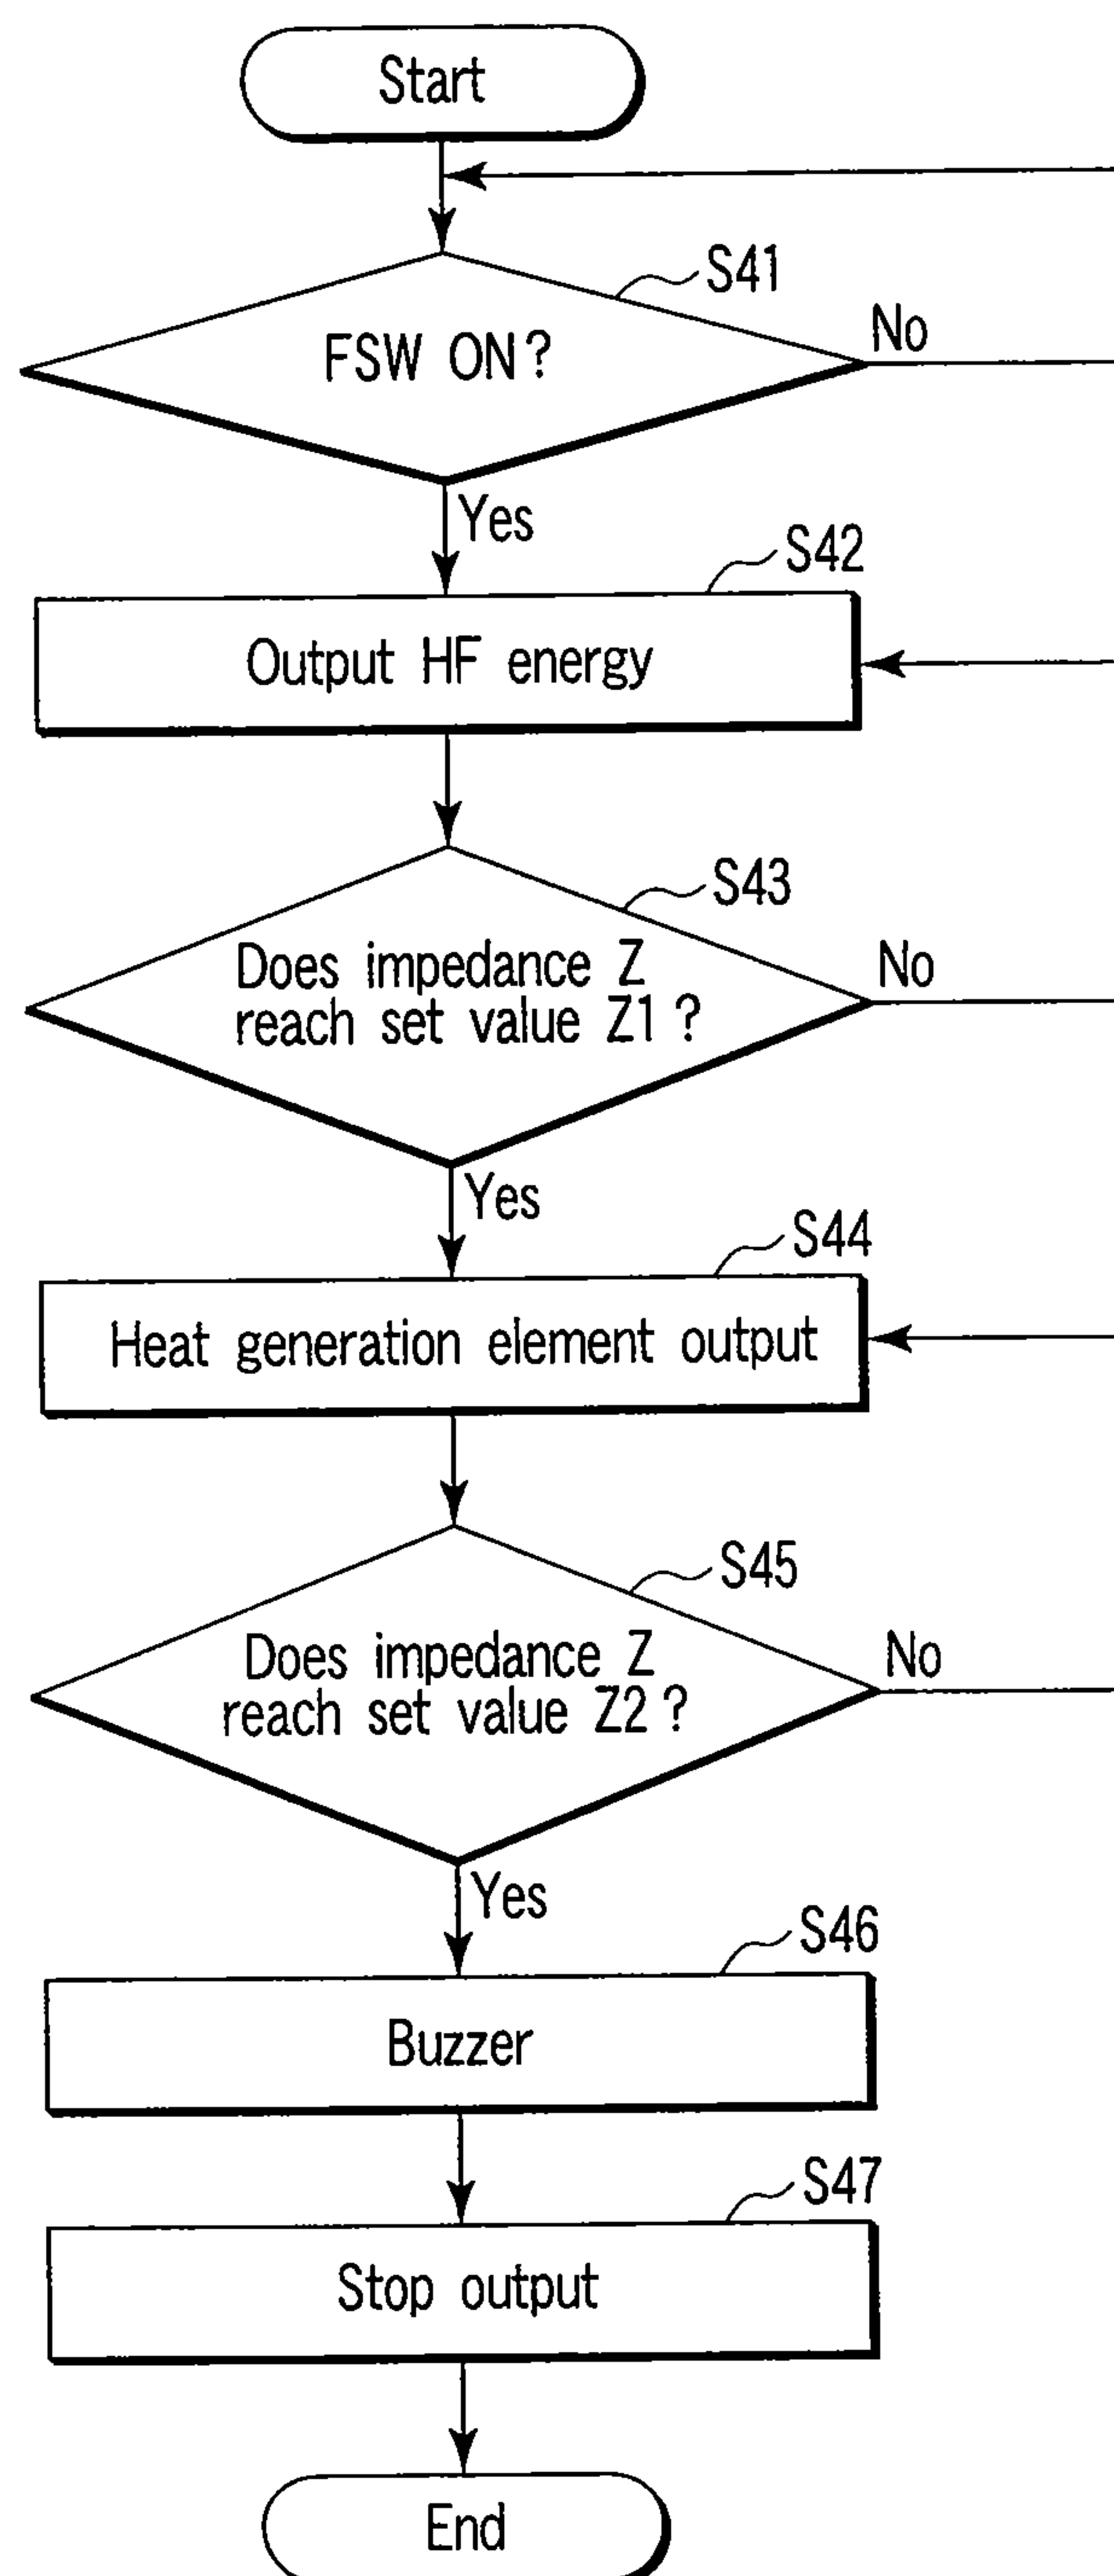 Start
S41
FSW ON?
No
Yes
S42
Output HF energy
S43
Does impedance Z
reach set value Z1?
No
Yes
S44
Heat generation element output
S45
Does impedance Z
reach set value Z2?
No
Yes
S46
Buzzer
S47
Stop output
End